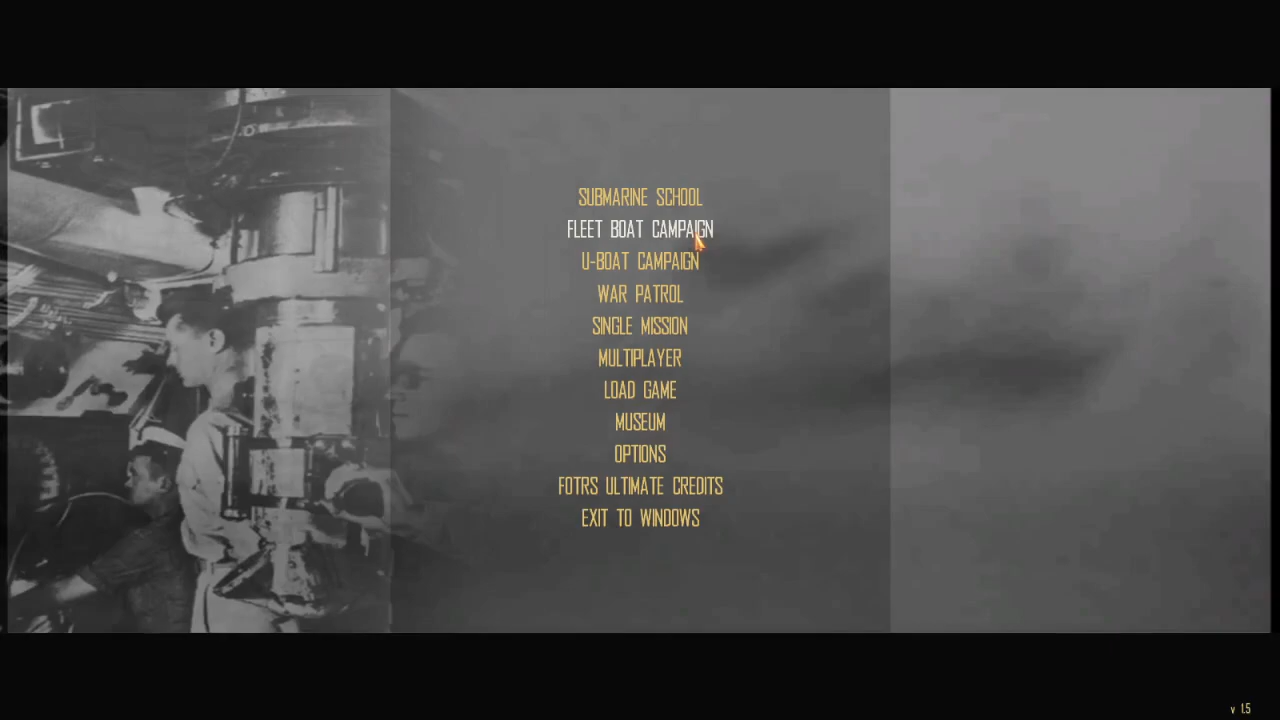 SUBMARINE SCHOOL
FLEET BOAT CAMPAIGN
U-BOAT CAMPAIGN
WAR PATROL
SINGLE MISSION
MULTIPLAYER
LOAD GAME
MUSEUM
OPTIONS
FOTRS ULTIMATE CREDITS
EXIT TO WINDOWS
v 1.5